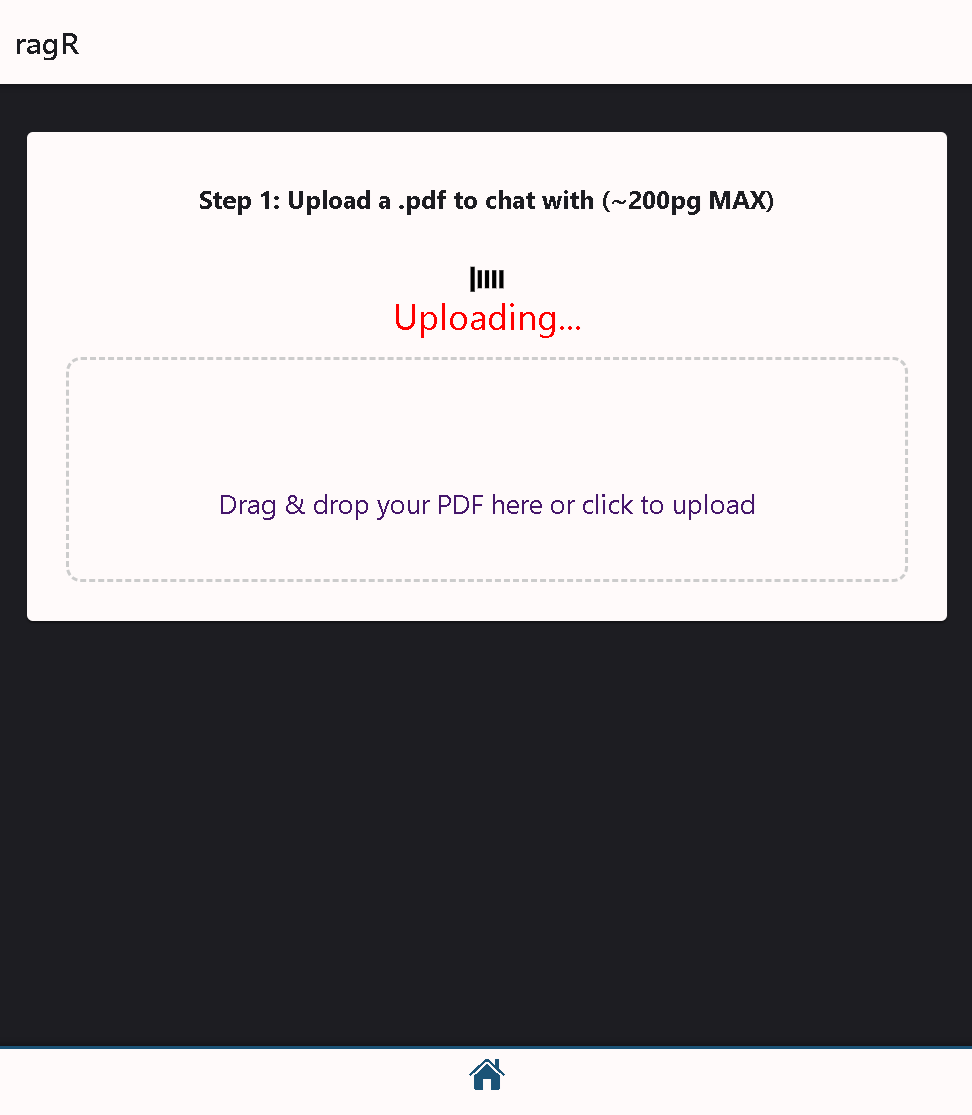 ragR
Step 1: Upload a .pdf to chat with (~200pg MAX)
Uploading...
Drag & drop your PDF here or click to upload